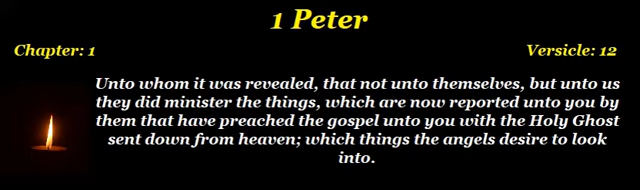 1 Peter
Chapter: 1 Versicle: 12
Unto whom it was revealed, that not unto themselves, but unto us
they did minister the things, which are now reported unto you by
them that have preached the gospel unto you with the Holy Ghost
sent down from heaven; which things the angels desire to look
into.